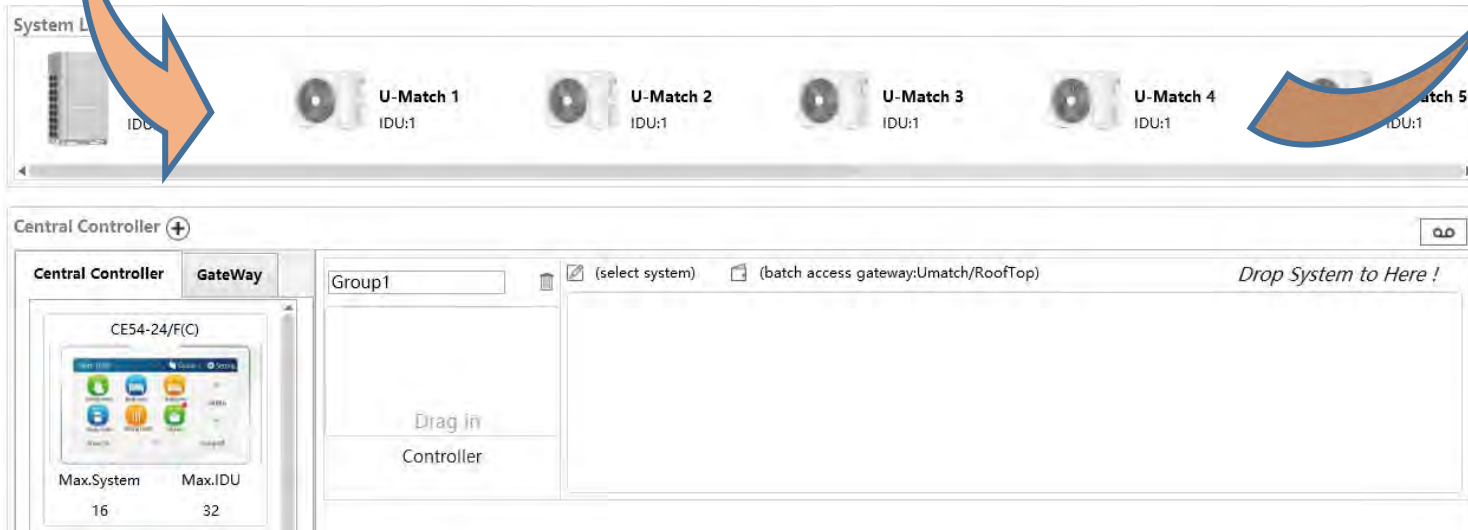 System L
U-Match 1
IDU:1
U-Match 2
IDU:1
U-Match 3
IDU:1
U-Match 4
IDU:1
atch 5
IDU:1
Central Controller
Central Controller
GateWay
CE54-24/F(C)
Max.System Max.IDU
16 32
Group1
(select system)
(batch access gateway:Umatch/RoofTop)
Drop System to Here !
Drag in
Controller